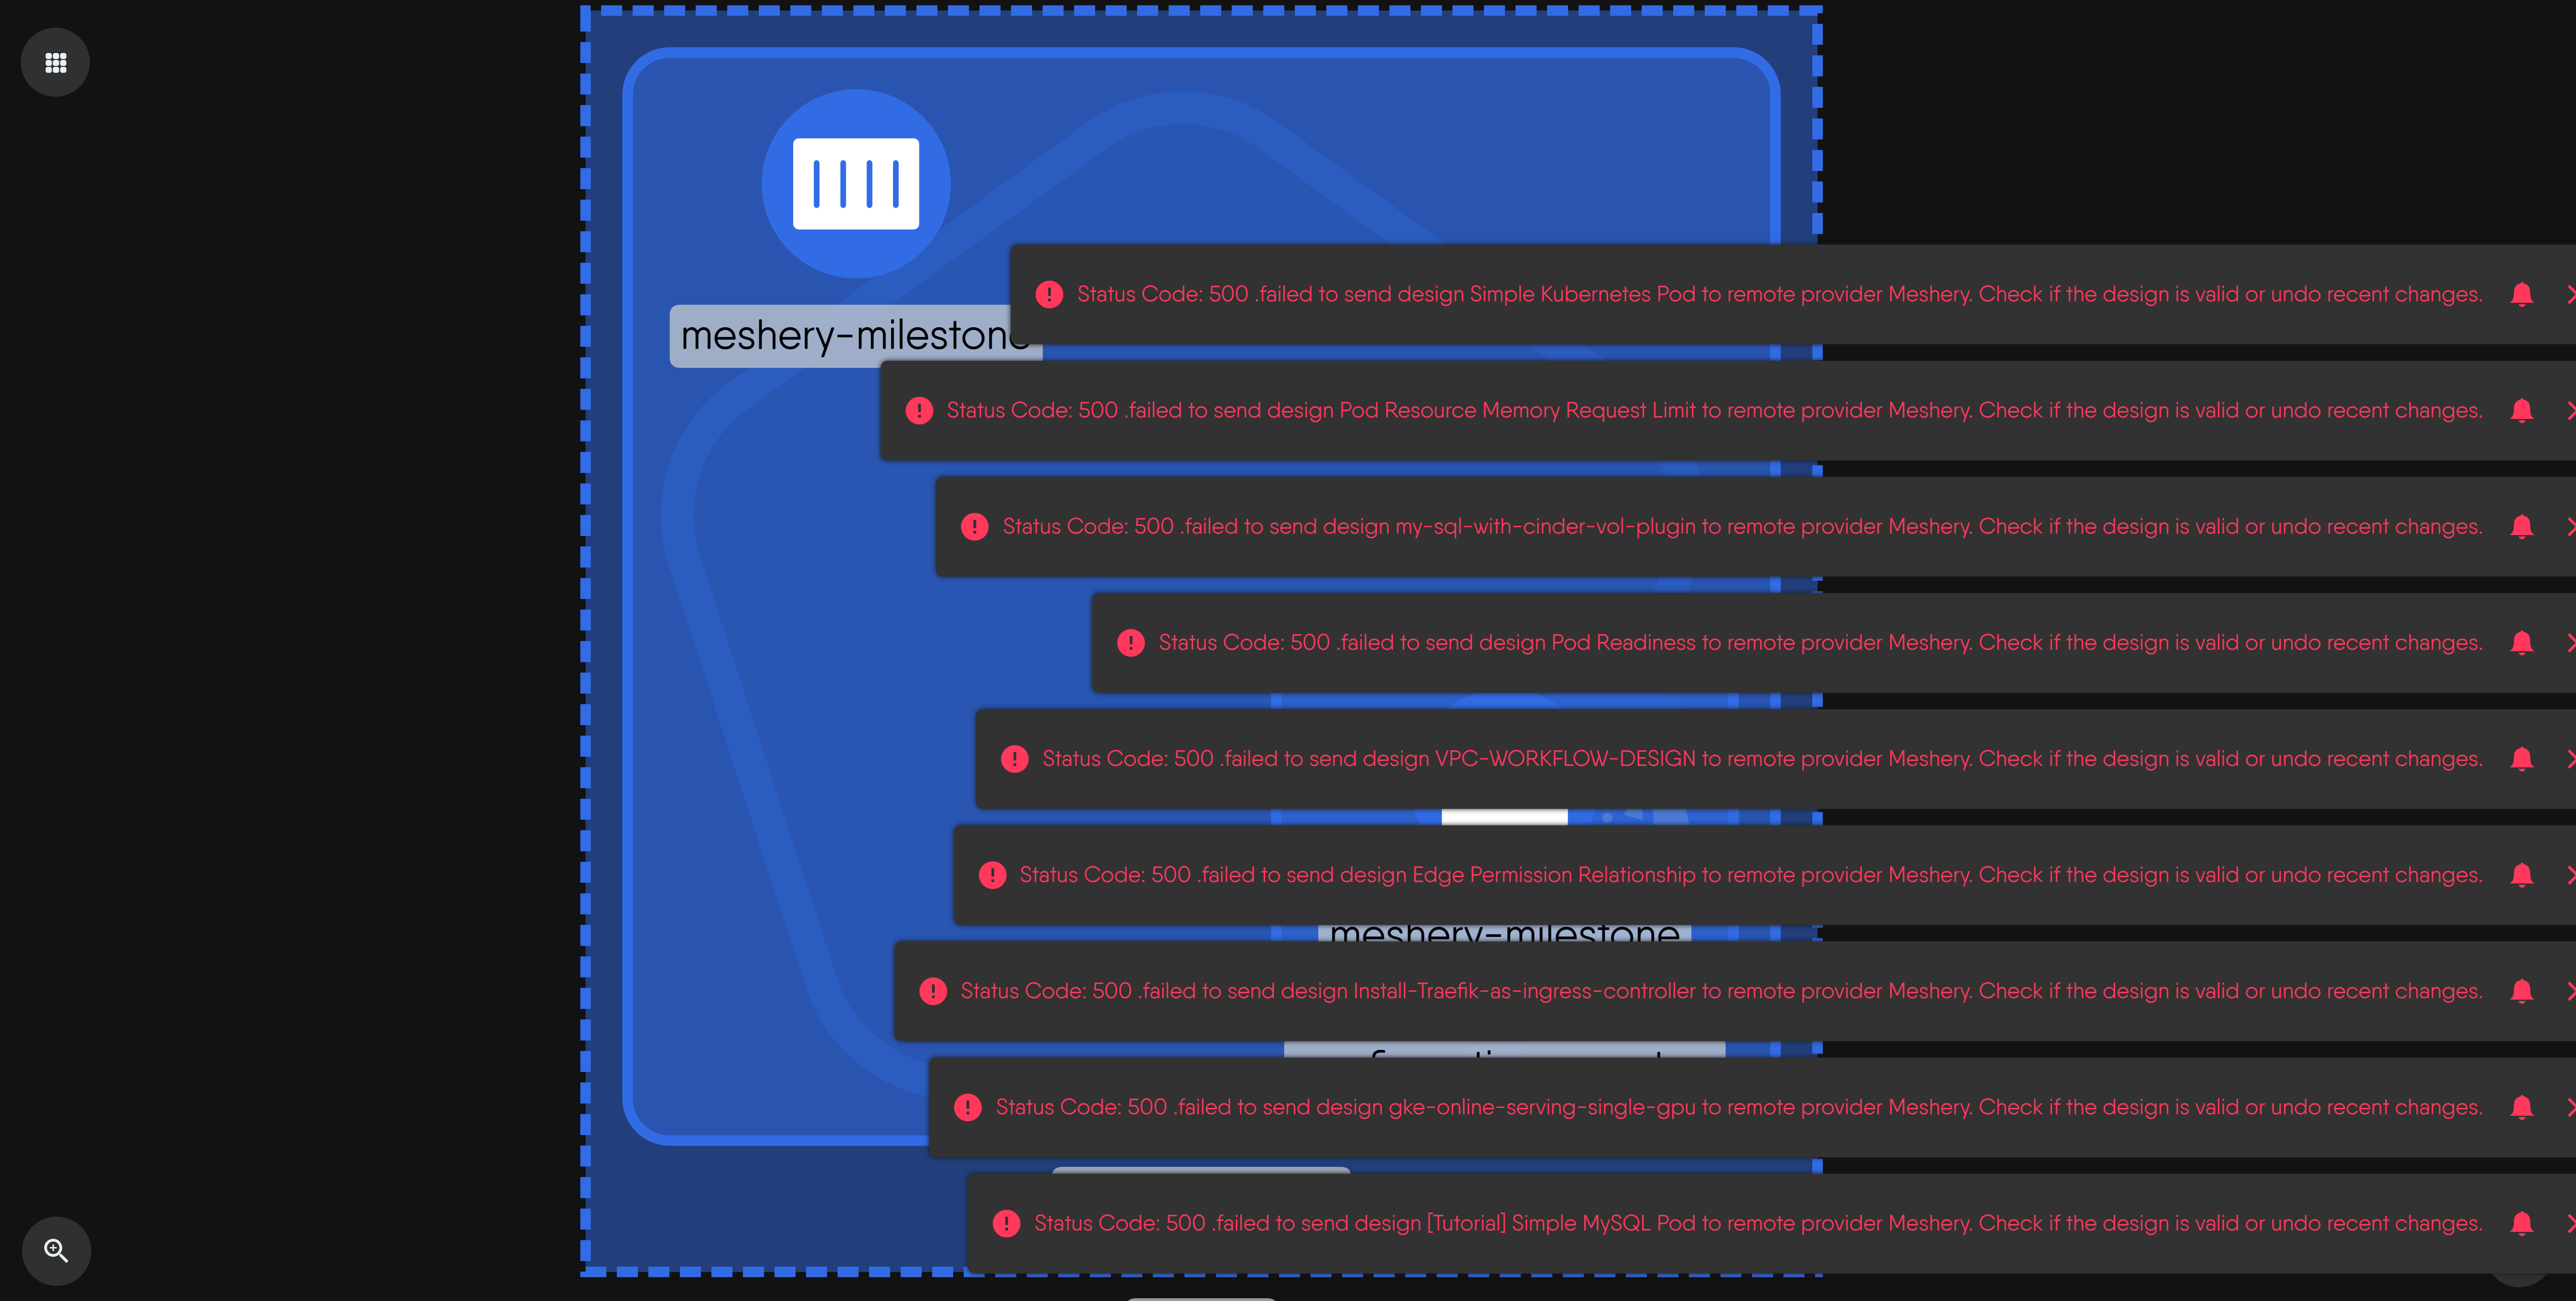 Status Code: 500 .failed to send design Simple Kubernetes Pod to remote provider Meshery. Check if the design is valid or undo recent changes.
meshery-milestone
Status Code: 500 .failed to send design Pod Resource Memory Request Limit to remote provider Meshery. Check if the design is valid or undo recent changes.
Status Code: 500 .failed to send design my-sql-with-cinder-vol-plugin to remote provider Meshery. Check if the design is valid or undo recent changes.
Status Code: 500 .failed to send design Pod Readiness to remote provider Meshery. Check if the design is valid or undo recent changes.
Status Code: 500 .failed to send design VPC-WORKFLOW-DESIGN to remote provider Meshery. Check if the design is valid or undo recent changes.
Status Code: 500 .failed to send design Edge Permission Relationship to remote provider Meshery. Check if the design is valid or undo recent changes.
meshery-milestone
Status Code: 500 .failed to send design Install-Traefik-as-ingress-controller to remote provider Meshery. Check if the design is valid or undo recent changes.
Status Code: 500 .failed to send design gke-online-serving-single-gpu to remote provider Meshery. Check if the design is valid or undo recent changes.
Status Code: 500 .failed to send design [Tutorial] Simple MySQL Pod to remote provider Meshery. Check if the design is valid or undo recent changes.